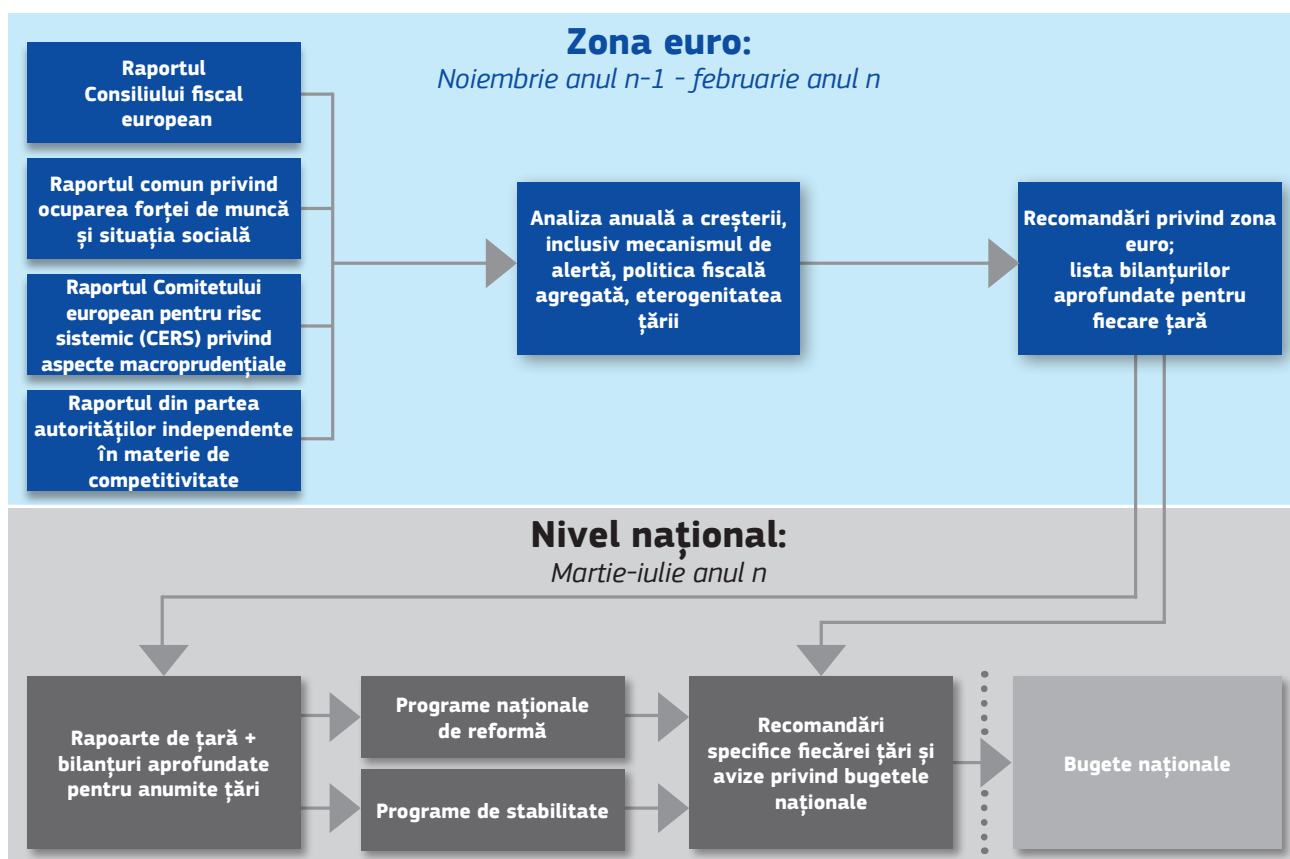 Zona euro:
Noiembrie anul n-1 - februarie anul n
Raportul
Consiliului fiscal
european
Raportul comun privind
ocuparea forței de muncă
și situația socială
Raportul Comitetului
european pentru risc
sistemic (CERS) privind
aspecte macroprudențiale
Raportul din partea
autorităților independente
în materie de
competitivitate
Analiza anuală a creșterii,
inclusiv mecanismul de
alertă, politica fiscală
agregată, eterogenitatea
țării
Recomandări privind zona
euro;
lista bilanțurilor
aprofundate pentru
fiecare țară
Nivel național:
Martie-iulie anul n
Rapoarte de țară +
bilanțuri aprofundate
pentru anumite țări
Programe naționale
de reformă
Programe de stabilitate
Recomandări
specifice fiecărei țări și
avize privind bugetele
naționale
Bugete naționale